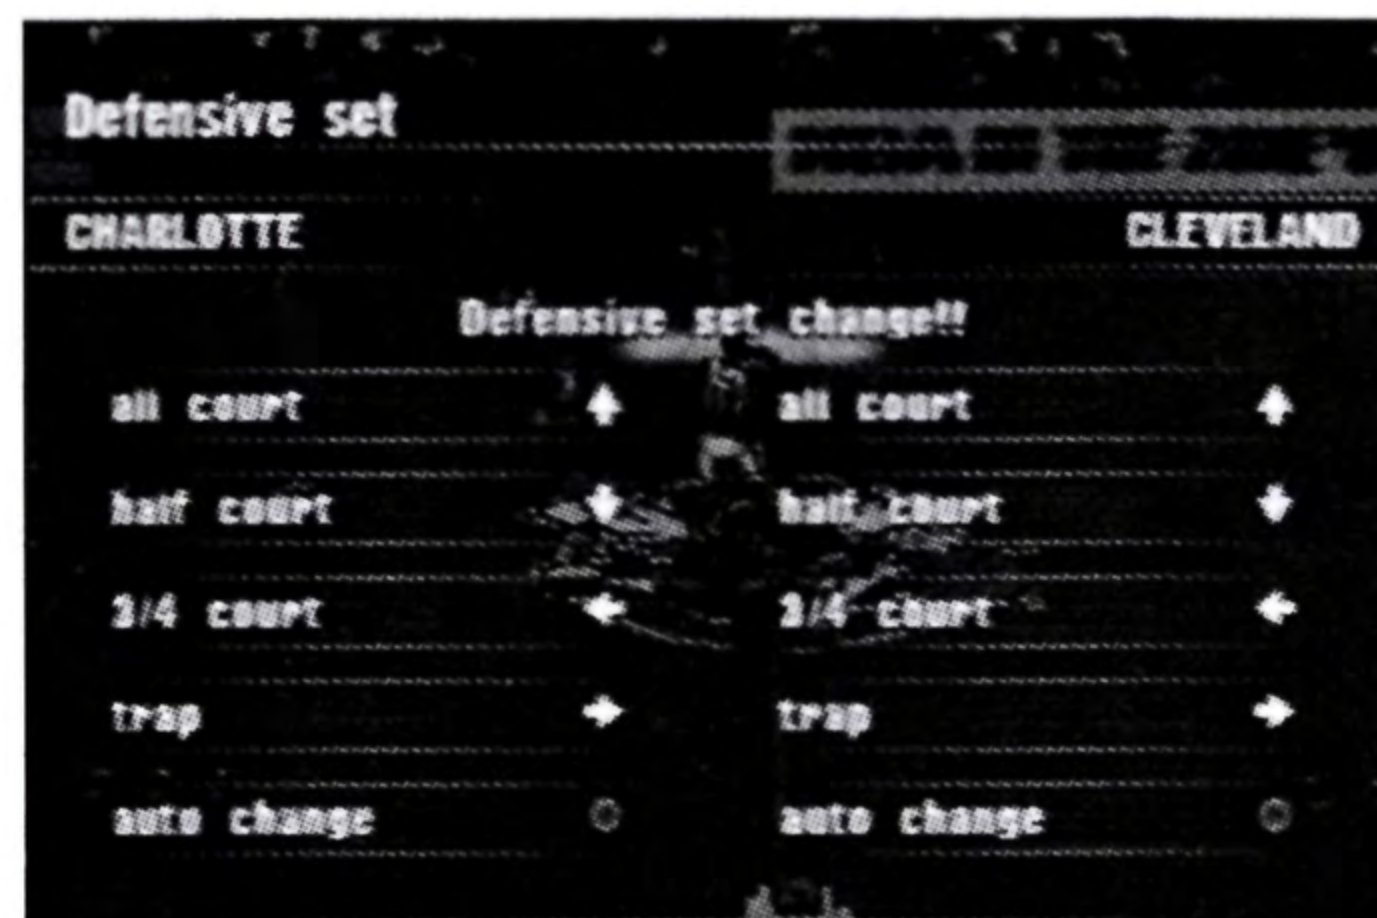 Defensive set
CHARLOTTE CLEVELAND
Defensive set change!!
all court all court
half court half court
3/4 court 3/4 court
trap trap
auto change auto change